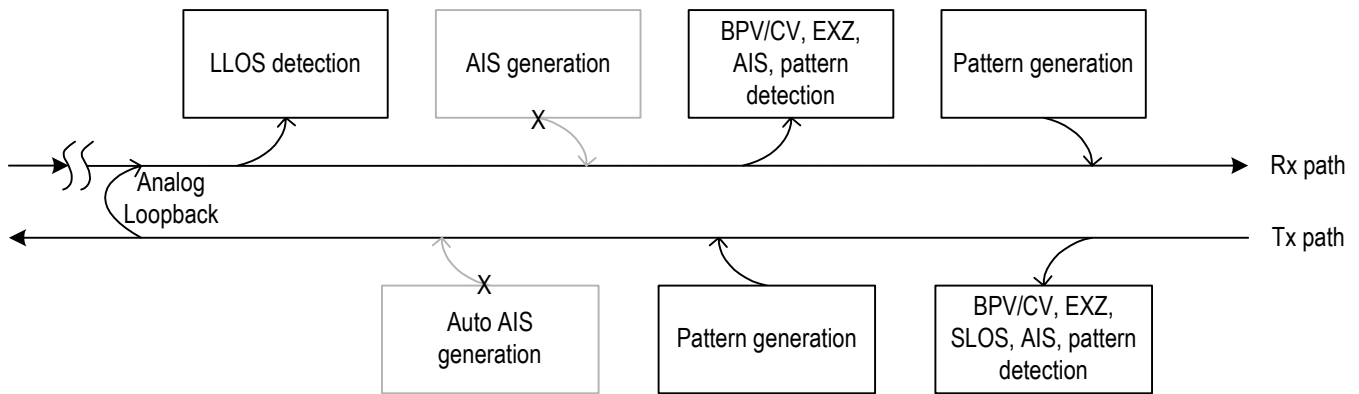 LLOS detection
AIS generation
BPV/CV, EXZ,
AIS, pattern
detection
Pattern generation
X
Rx path
Analog
Loopback
Tx path
X
Auto AIS
generation
Pattern generation
BPV/CV, EXZ,
SLOS, AIS, pattern
detection